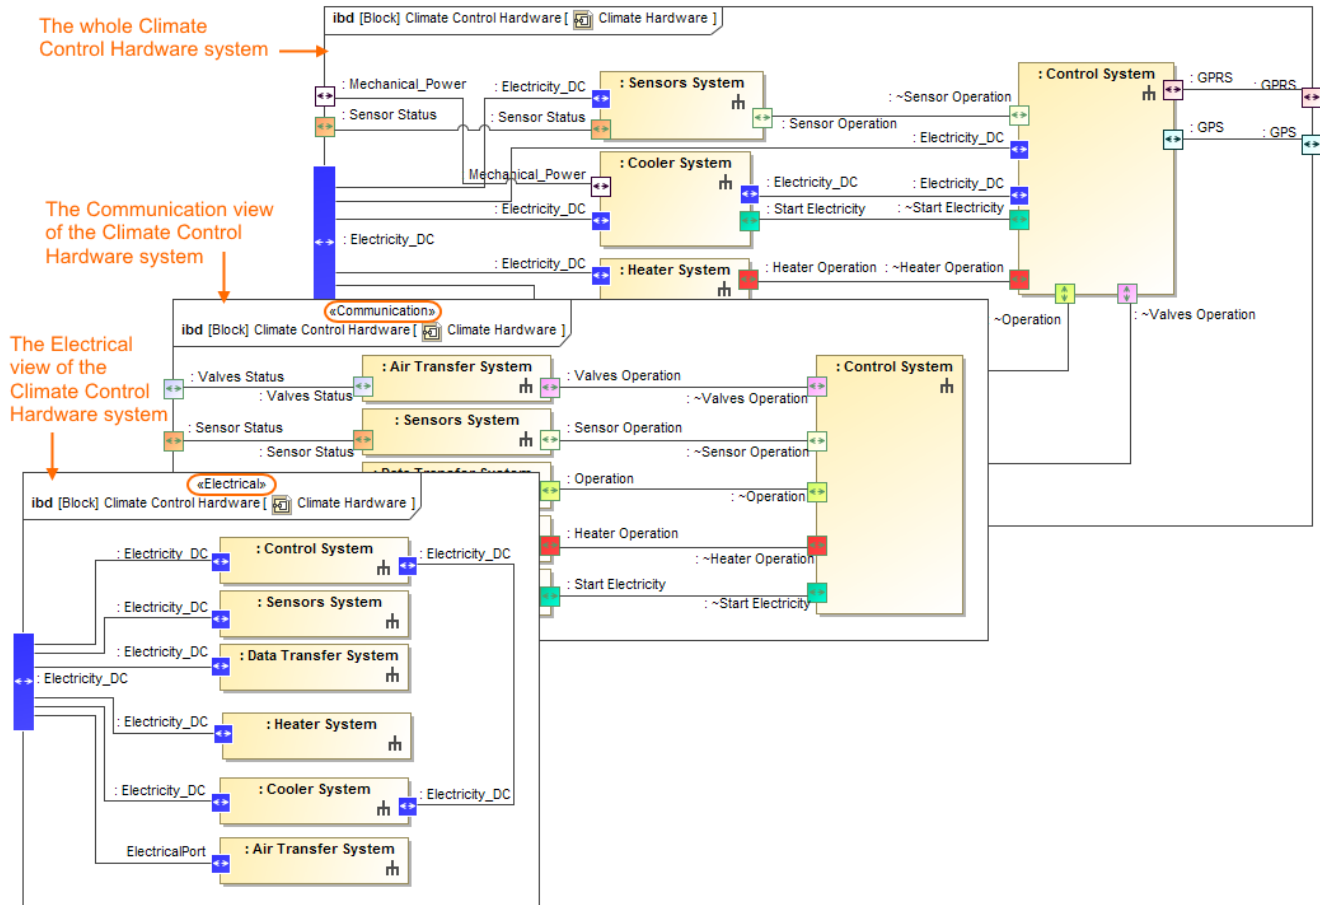 The whole Climate
Control Hardware system
ibd [Block] Climate Control Hardware [ Climate Hardware ]
: Mechanical_Power
: Sensor Status
: Electricity_DC
: Sensor Status
: Sensors System
: Sensor Operation
: ~Sensor Operation
: Electricity_DC
: Control System
: GPRS
: GPRS
: GPS
: GPS
: Cooler System
Mechanical_Power
: Electricity_DC
: Electricity_DC
: Electricity_DC
: Start Electricity
: ~Start Electricity
: Electricity_DC
: Electricity_DC
: Heater System
: Heater Operation
: ~Heater Operation
~Operation
: ~Valves Operation
The Communication view
of the Climate Control
Hardware system
«Communication»
ibd [Block] Climate Control Hardware [ Climate Hardware ]
: Valves Status
: Valves Status
: Air Transfer System
: Valves Operation
: ~Valves Operation
: Control System
: Sensor Status
: Sensor Status
: Sensors System
: Sensor Operation
: ~Sensor Operation
: Data Transfer System
: Operation
: ~Operation
: Heater Operation
: ~Heater Operation
: Start Electricity
: ~Start Electricity
The Electrical
view of the
Climate Control
Hardware system
«Electrical»
ibd [Block] Climate Control Hardware [ Climate Hardware ]
: Electricity_DC
: Control System
: Electricity_DC
: Electricity_DC
: Sensors System
: Electricity_DC
: Data Transfer System
: Electricity_DC
: Electricity_DC
: Heater System
: Electricity_DC
: Cooler System
: Electricity_DC
ElectricalPort
: Air Transfer System